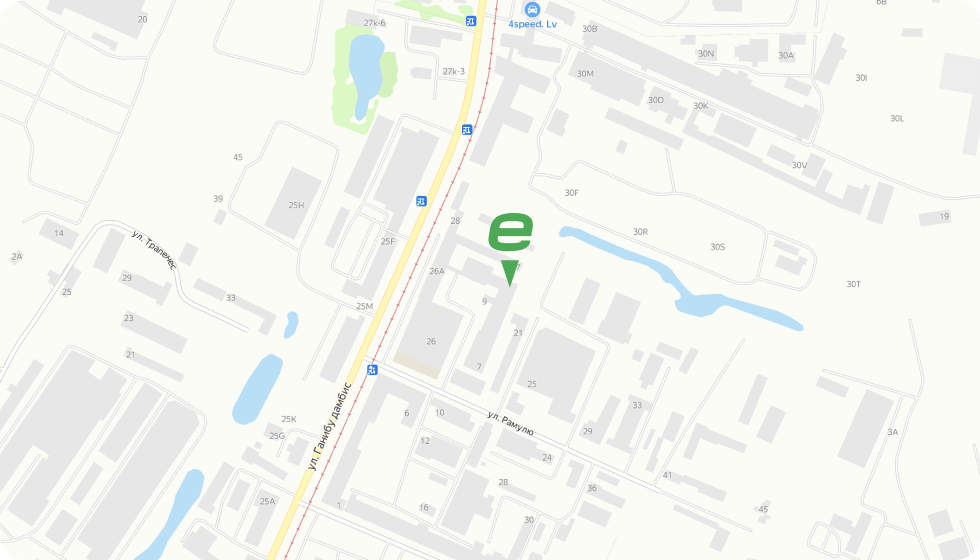 6B
20
27k-6
4speed. Lv
30B
30N
30A
27k-3
30M
30I
30D
30K
30L
45
30V
39
30F
25H
19
28
14
30R
25F
30S
ул. Трапенес
2A
26A
7
29
30T
25
33
9
25M
23
21
26
21
7
25
ул. Ганибу дамбис
33
6
10
25K
ул. Рамулю
29
25G
12
3A
24
41
28
36
25A
1
16
45
30